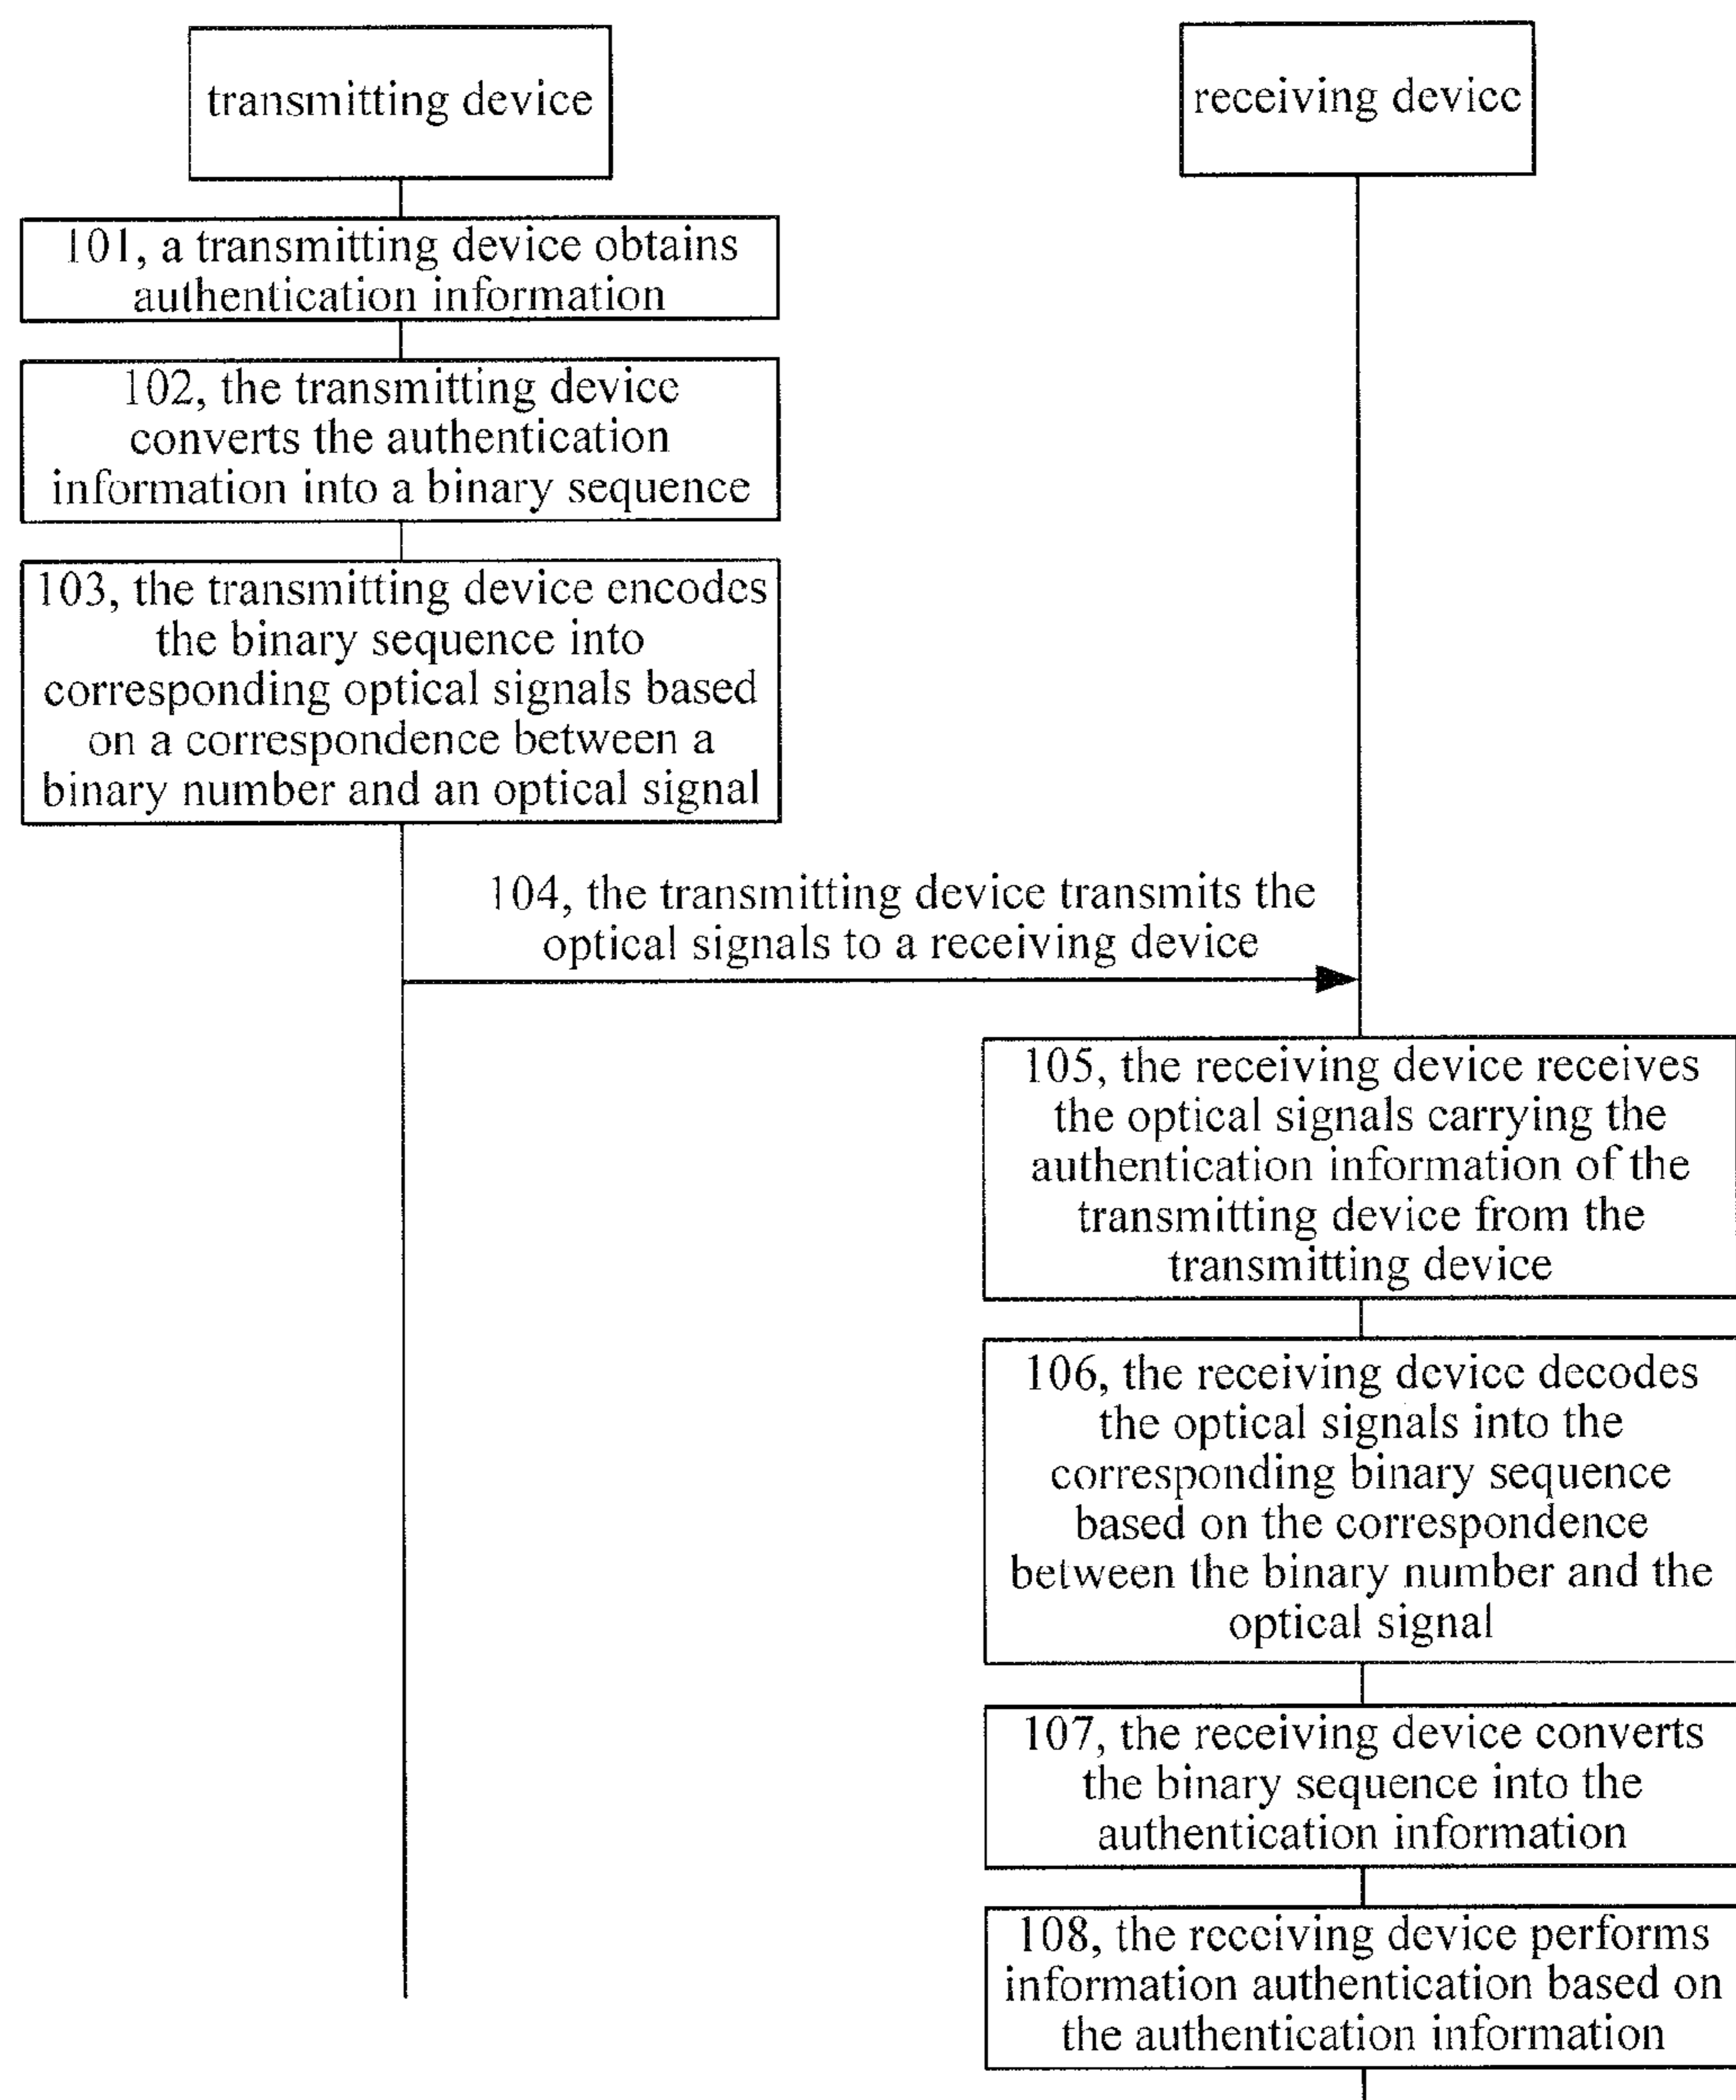 transmitting device
receiving device
101, a transmitting device obtains
authentication information
102, the transmitting device
converts the authentication
information into a binary sequence
103, the transmitting device encodes
the binary sequence into
corresponding optical signals based
on a correspondence between a
binary number and an optical signal
104, the transmitting device transmits the
optical signals to a receiving device
105, the receiving device receives
the optical signals carrying the
authentication information of the
transmitting device from the
transmitting device
106, the receiving device decodes
the optical signals into the
corresponding binary sequence
based on the correspondence
between the binary number and the
optical signal
107, the receiving device converts
the binary sequence into the
authentication information
108, the receiving device performs
information authentication based on
the authentication information